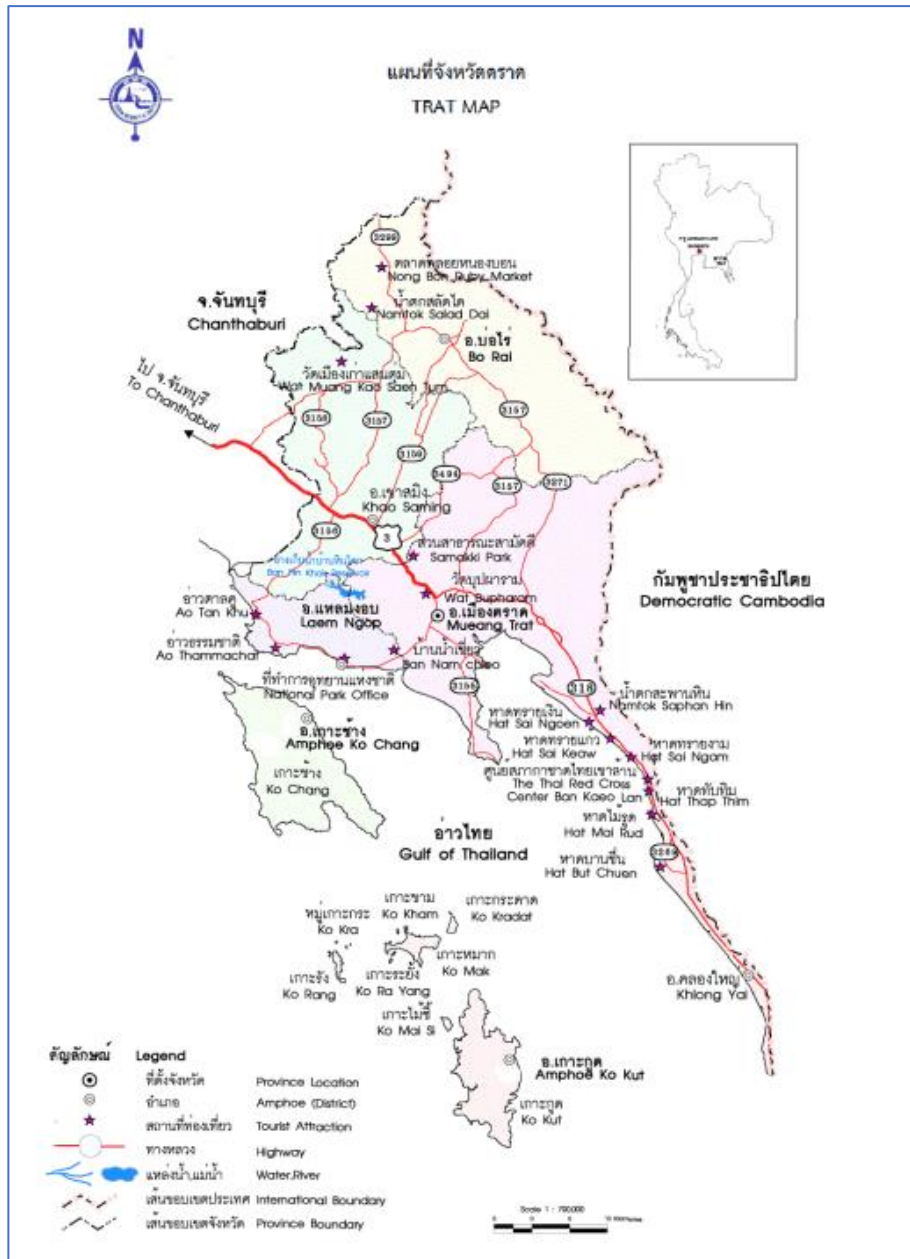 N
แผนที่จังหวัดตราด
TRAT MAP
3299
ตลาดพลอยหนองบอน
Nong Bon Ruby Market
จ.จันทบุรี
Chanthaburi
น้ำตกสลัดได
Namtok Salad Dai
อ.บ่อไร่
Bo Rai
ไป จ.จันทบุรี
To Chanthaburi
วัดเมืองเก่าแสนตุ่ม
Wat Muang Kao Saen Tum
3157
3157
3159
3494
3157
3271
อ.เขาสมิง
Khao Saming
3156
3
สวนสาธารณะสามัคคี
Samakki Park
วัดบุปผาราม
Wat Bupharam
กัมพูชาประชาธิปไตย
Democratic Cambodia
อ่าวตาลคู่
Ao Tan Khu
อ.แหลมงอบ
Laem Ngop
อ.เมืองตราด
Mueang Trat
อ่าวธรรมชาติ
Ao Thammachat
บ้านน้ำเชี่ยว
Ban Nam chieo
ที่ทำการอุทยานแห่งชาติ
National Park Office
3155
318
น้ำตกสะพานหิน
Namtok Saphan Hin
หาดทรายเงิน
Hat Sai Ngoen
อ.เกาะช้าง
Amphoe Ko Chang
หาดทรายแก้ว
Hat Sai Keaw
หาดทรายงาม
Hat Sai Ngam
เกาะช้าง
Ko Chang
ศูนย์สภากาชาดไทยเขาล้าน
The Thai Red Cross
Center Ban Kaeo Lan
หาดทับทิม
Hat Thap Thim
หาดไม้รูด
Hat Mai Rud
อ่าวไทย
Gulf of Thailand
หาดบานชื่น
Hat But Chuen
เกาะขาม
Ko Kham
เกาะกระดาด
Ko Kradat
หมู่เกาะกระ
Ko Kra
เกาะหมาก
Ko Mak
เกาะรัง
Ko Rang
เกาะระยั้ง
Ko Ra Yang
อ.คลองใหญ่
Khlong Yai
เกาะไม้ซี้
Ko Mai Si
อ.เกาะกูด
Amphoe Ko Kut
เกาะกูด
Ko Kut
สัญลักษณ์ Legend
ที่ตั้งจังหวัด Province Location
อำเภอ Amphoe (District)
สถานที่ท่องเที่ยว Tourist Attraction
ทางหลวง Highway
แหล่งน้ำ,แม่น้ำ Water,River
เส้นขอบเขตประเทศ International Boundary
เส้นขอบเขตจังหวัด Province Boundary
Scale 1 : 700,000